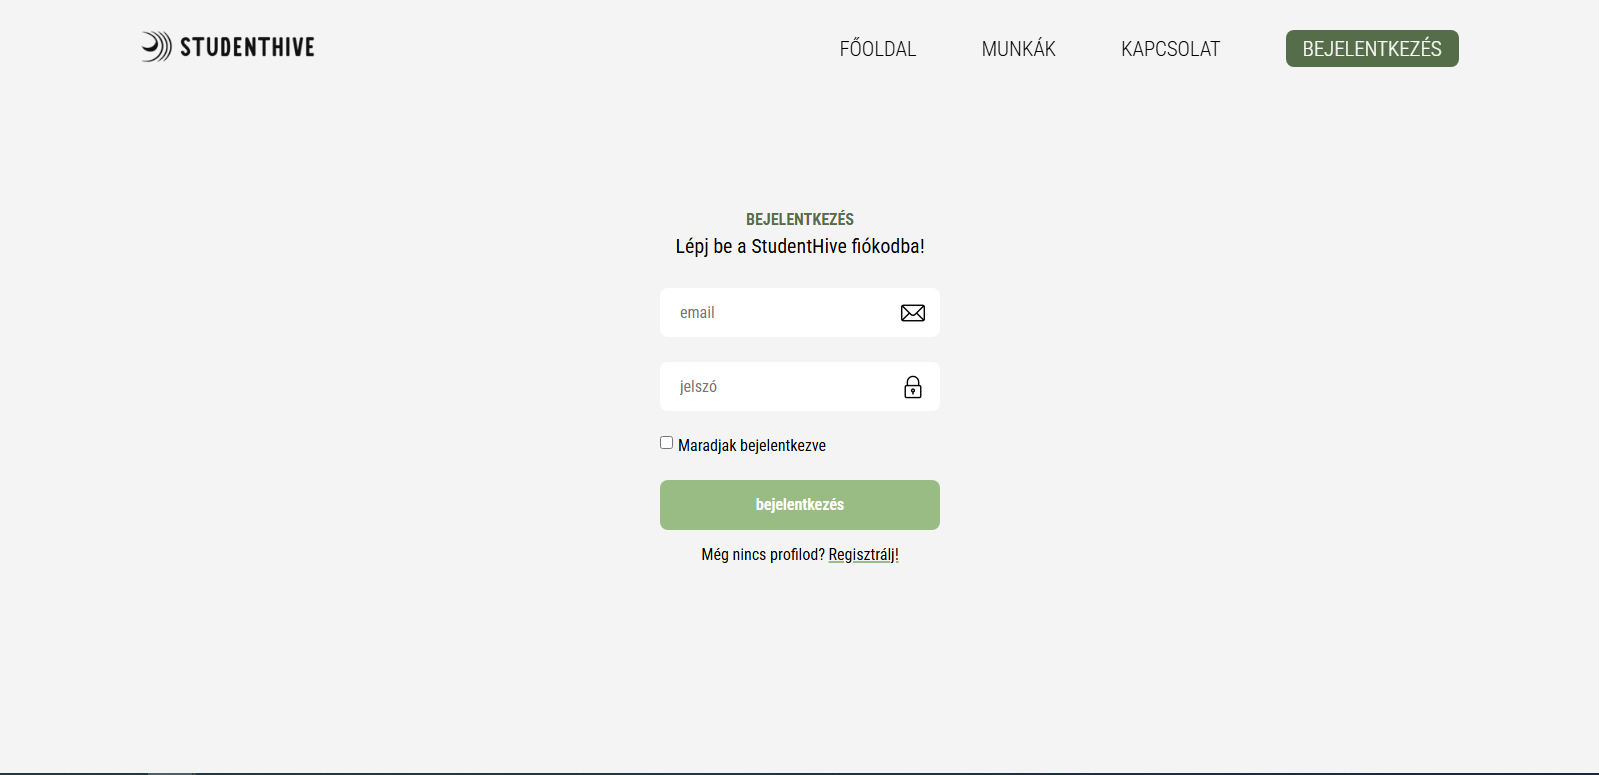 STUDENTHIVE
FŐOLDAL
MUNKÁK
KAPCSOLAT
BEJELENTKEZÉS
BEJELENTKEZÉS
Lépj be a StudentHive fiókodba!
email
jelszó
Maradjak bejelentkezve
bejelentkezés
Még nincs profilod? Regisztrálj!